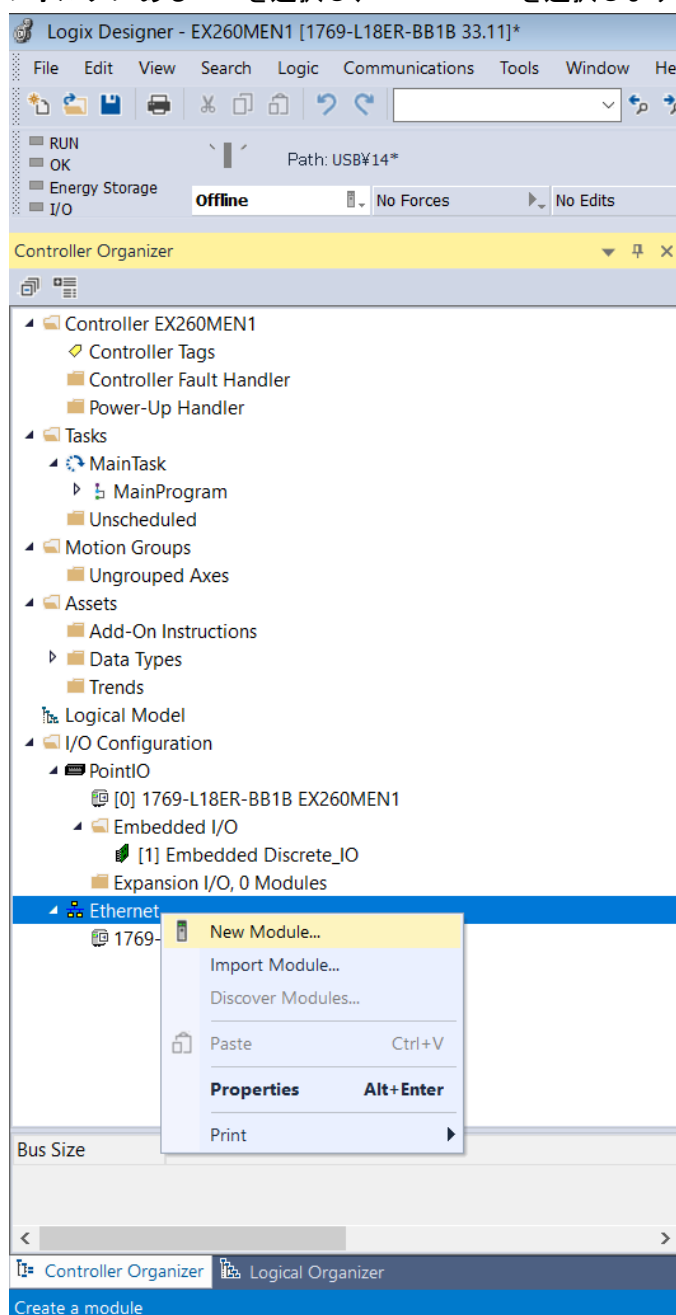 Logix Designer - EX260MEN1 [1769-L18ER-BB1B 33.11]*
File Edit View Search Logic Communications Tools Window He
RUN
OK
Energy Storage
I/O
Path: USB¥14*
Offline No Forces No Edits
Controller Organizer
Controller EX260MEN1
Controller Tags
Controller Fault Handler
Power-Up Handler
Tasks
MainTask
MainProgram
Unscheduled
Motion Groups
Ungrouped Axes
Assets
Add-On Instructions
Data Types
Trends
Logical Model
I/O Configuration
PointIO
[0] 1769-L18ER-BB1B EX260MEN1
Embedded I/O
[1] Embedded Discrete_IO
Expansion I/O, 0 Modules
Ethernet
1769-
New Module...
Import Module...
Discover Modules...
Paste Ctrl+V
Properties Alt+Enter
Print
Bus Size
Controller Organizer Logical Organizer
Create a module